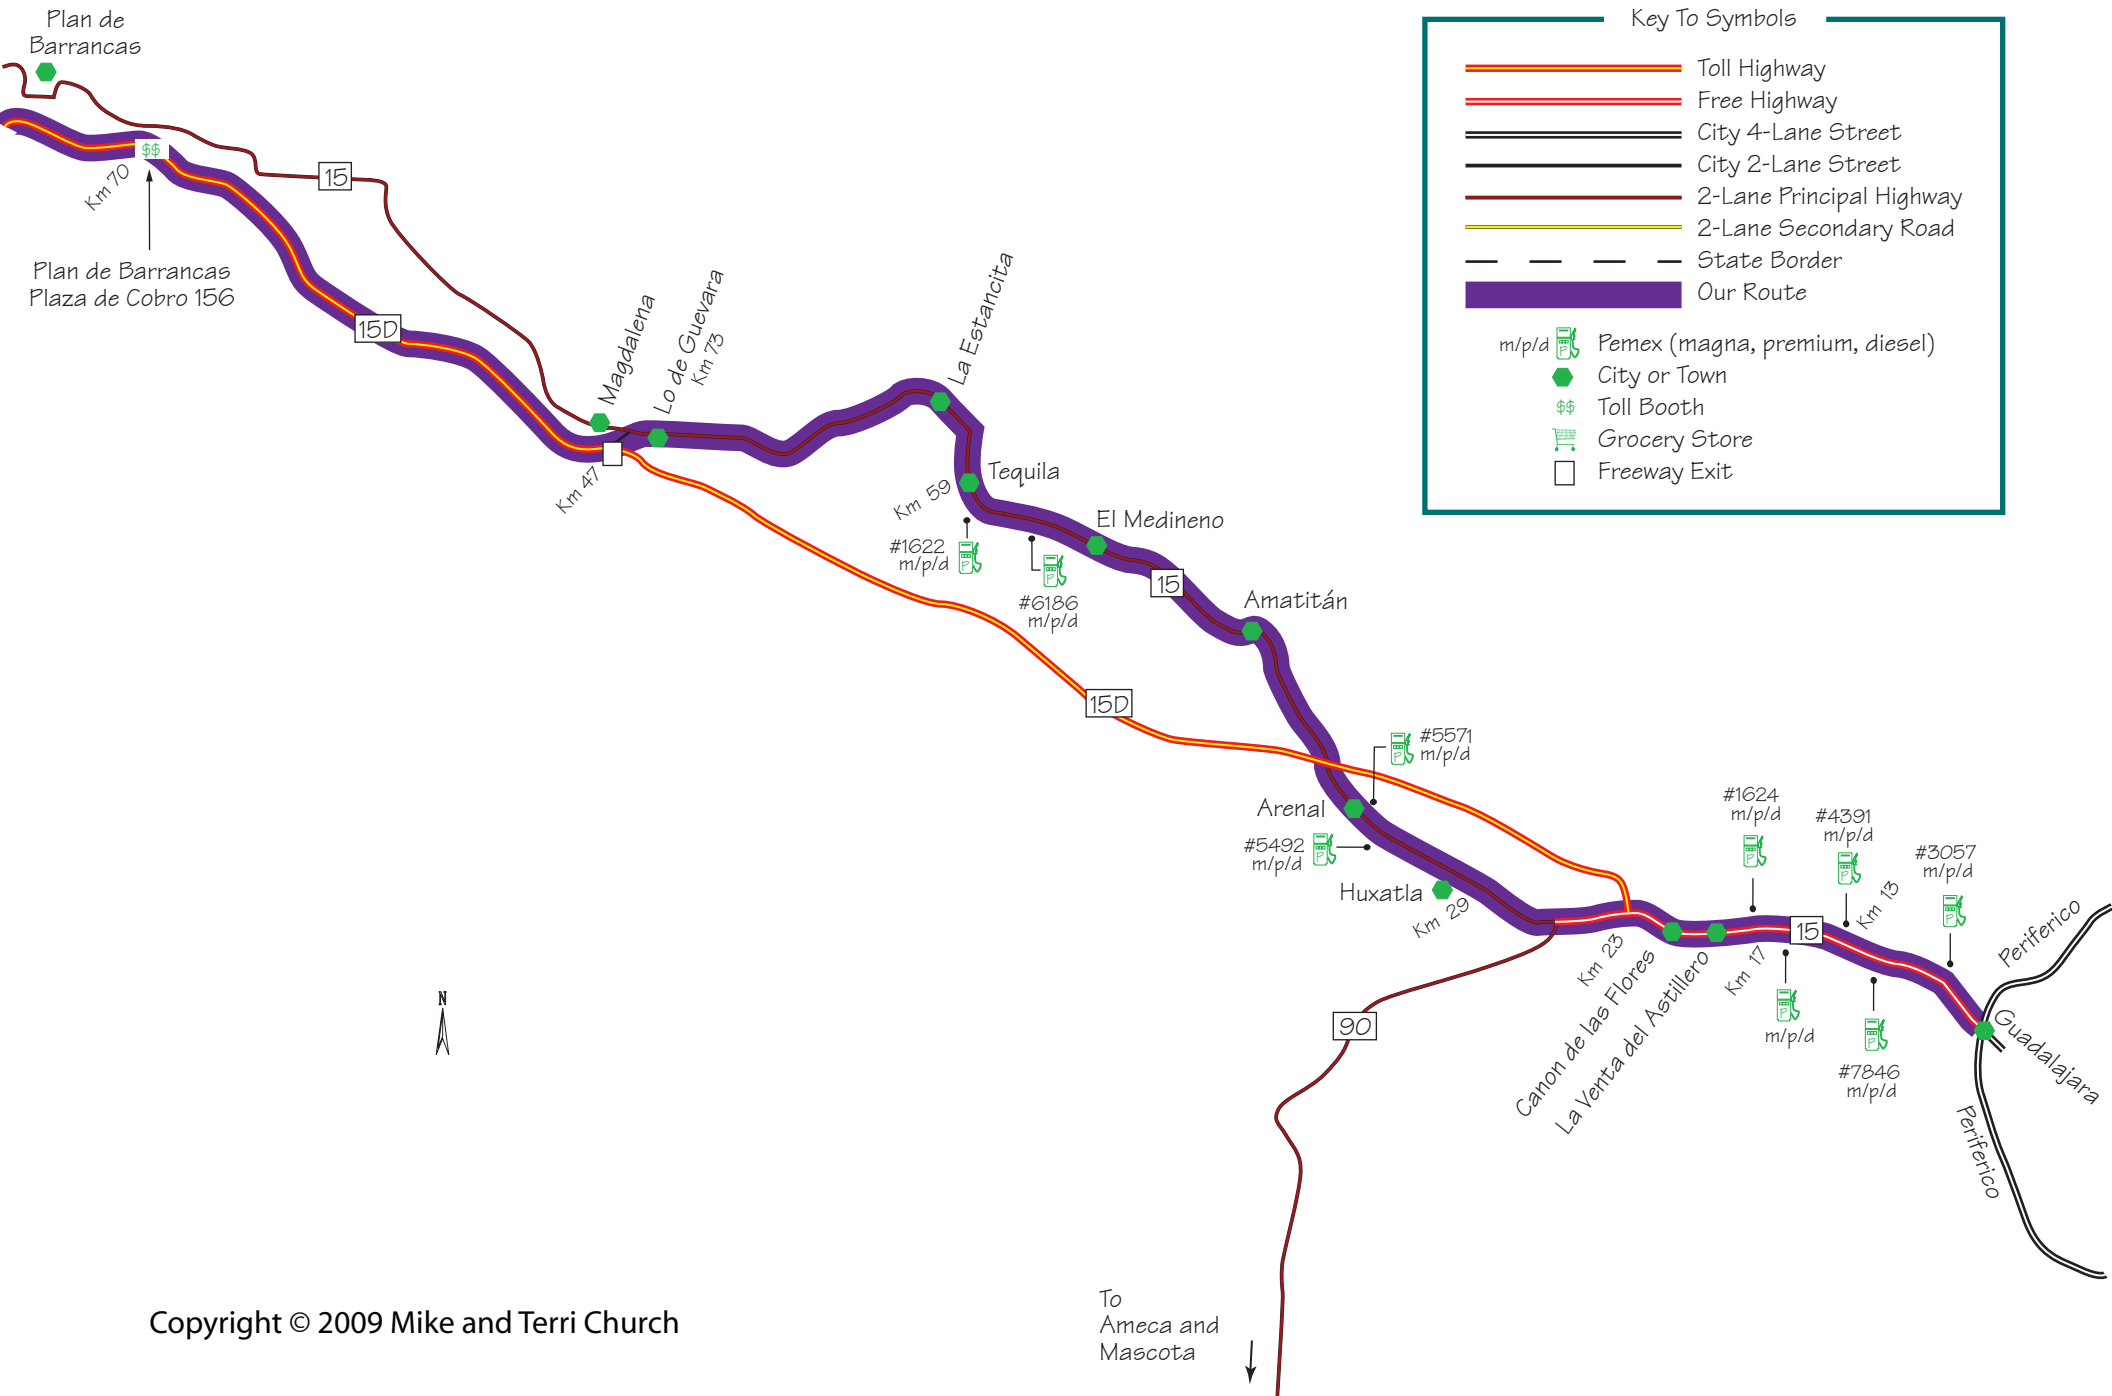 Plan de
Barrancas
Key To Symbols
Toll Highway
Free Highway
City 4-Lane Street
City 2-Lane Street
2-Lane Principal Highway
2-Lane Secondary Road
State Border
Our Route
m/p/d P Pemex (magna, premium, diesel)
City or Town
$$ Toll Booth
Grocery Store
Freeway Exit
$$
Km 70
15
Plan de Barrancas
Plaza de Cobro 156
15D
Magdalena
Lo de Guevara
Km 73
La Estancita
Km 47
Tequila
Km 59
#1622
m/p/d
P
P
#6186
m/p/d
El Medineno
15
Amatitán
15D
P
#5571
m/p/d
Arenal
#5492
m/p/d
P
Huxatla
Km 29
#1624
m/p/d
P
#4391
m/p/d
P
Km 13
#3057
m/p/d
P
15
Periferico
Km 23
Canon de las Flores
La Venta del Astillero
Km 17
P
m/p/d
P
#7846
m/p/d
Guadalajara
Periferico
90
N
To
Ameca and
Mascota
Copyright © 2009 Mike and Terri Church